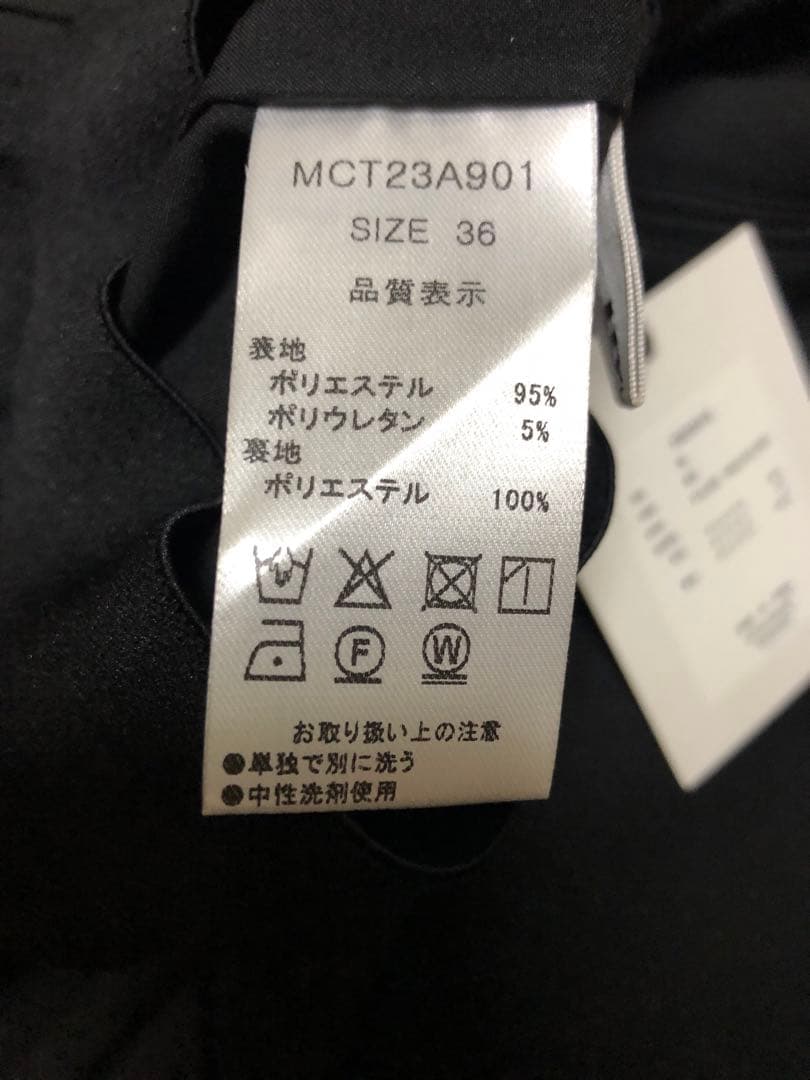 MCT23A901
SIZE 36
品質表示
表地
ポリエステル 95%
ポリウレタン 5%
裏地
ポリエステル 100%
F W
お取り扱い上の注意
●単独で別に洗う
●中性洗剤使用